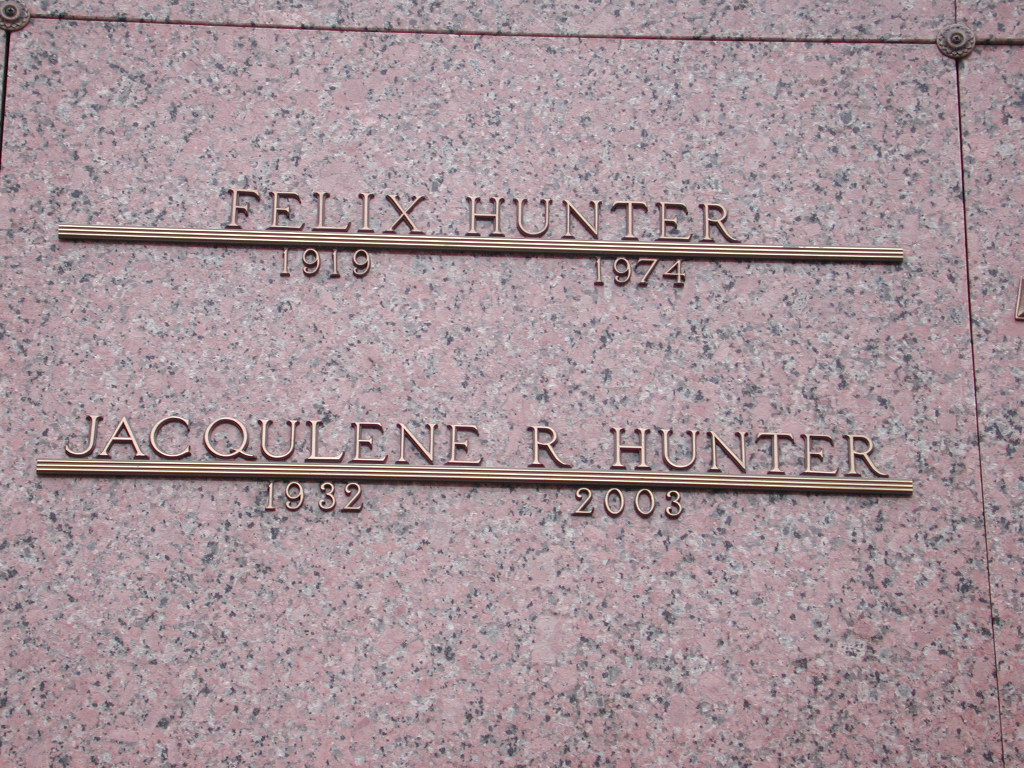 FELIX HUNTER
1919 1974
JACQULENE R HUNTER
1932 2003